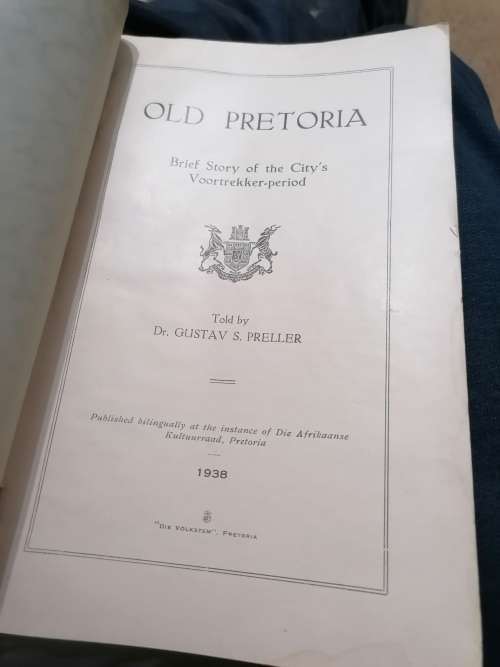 OLD PRETORIA
Brief Story of the City's
Voortrekker-period
Told by
Dr. GUSTAV S. PRELLER
Published bilingually at the instance of Die Afrikaanse
Kultuurraad, Pretoria
1938
"Die Volkstem", Pretoria